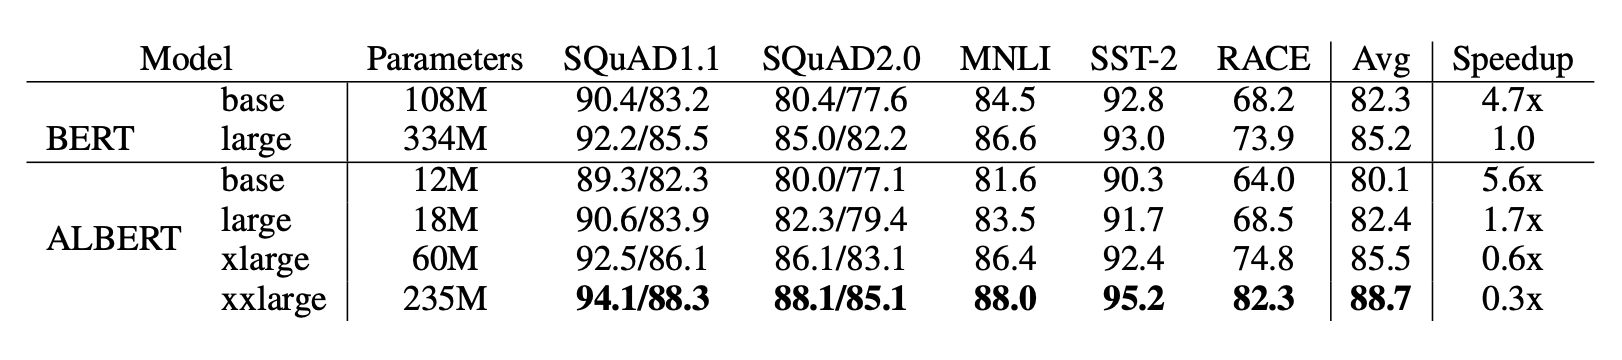 Model Parameters SQuAD1.1 SQuAD2.0 MNLI SST-2 RACE Avg Speedup
base 108M 90.4/83.2 80.4/77.6 84.5 92.8 68.2 82.3 4.7x
BERT large 334M 92.2/85.5 85.0/82.2 86.6 93.0 73.9 85.2 1.0
base 12M 89.3/82.3 80.0/77.1 81.6 90.3 64.0 80.1 5.6x
large 18M 90.6/83.9 82.3/79.4 83.5 91.7 68.5 82.4 1.7x
ALBERT
xlarge 60M 92.5/86.1 86.1/83.1 86.4 92.4 74.8 85.5 0.6x
xxlarge 235M 94.1/88.3 88.1/85.1 88.0 95.2 82.3 88.7 0.3x